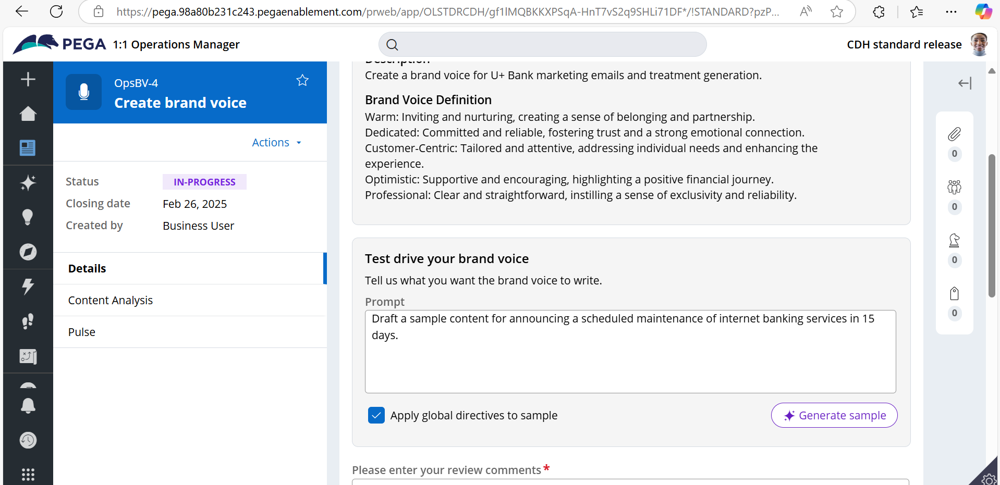 https://pega.98a80b231c243.pegaenablement.com/prweb/app/OLSTDRCDH/gf1lMQBKKXPSqA-HnT7vS2q9SHLi71DF*/!STANDARD?pzP...
PEGA 1:1 Operations Manager
CDH standard release
OpsBV-4
Create brand voice
Actions
Status IN-PROGRESS
Closing date Feb 26, 2025
Created by Business User
Details
Content Analysis
Pulse
Description
Create a brand voice for U+ Bank marketing emails and treatment generation.
Brand Voice Definition
Warm: Inviting and nurturing, creating a sense of belonging and partnership.
Dedicated: Committed and reliable, fostering trust and a strong emotional connection.
Customer-Centric: Tailored and attentive, addressing individual needs and enhancing the
experience.
Optimistic: Supportive and encouraging, highlighting a positive financial journey.
Professional: Clear and straightforward, instilling a sense of exclusivity and reliability.
Test drive your brand voice
Tell us what you want the brand voice to write.
Prompt
Draft a sample content for announcing a scheduled maintenance of internet banking services in 15
days.
Apply global directives to sample
Generate sample
Please enter your review comments*
0
0
0
0